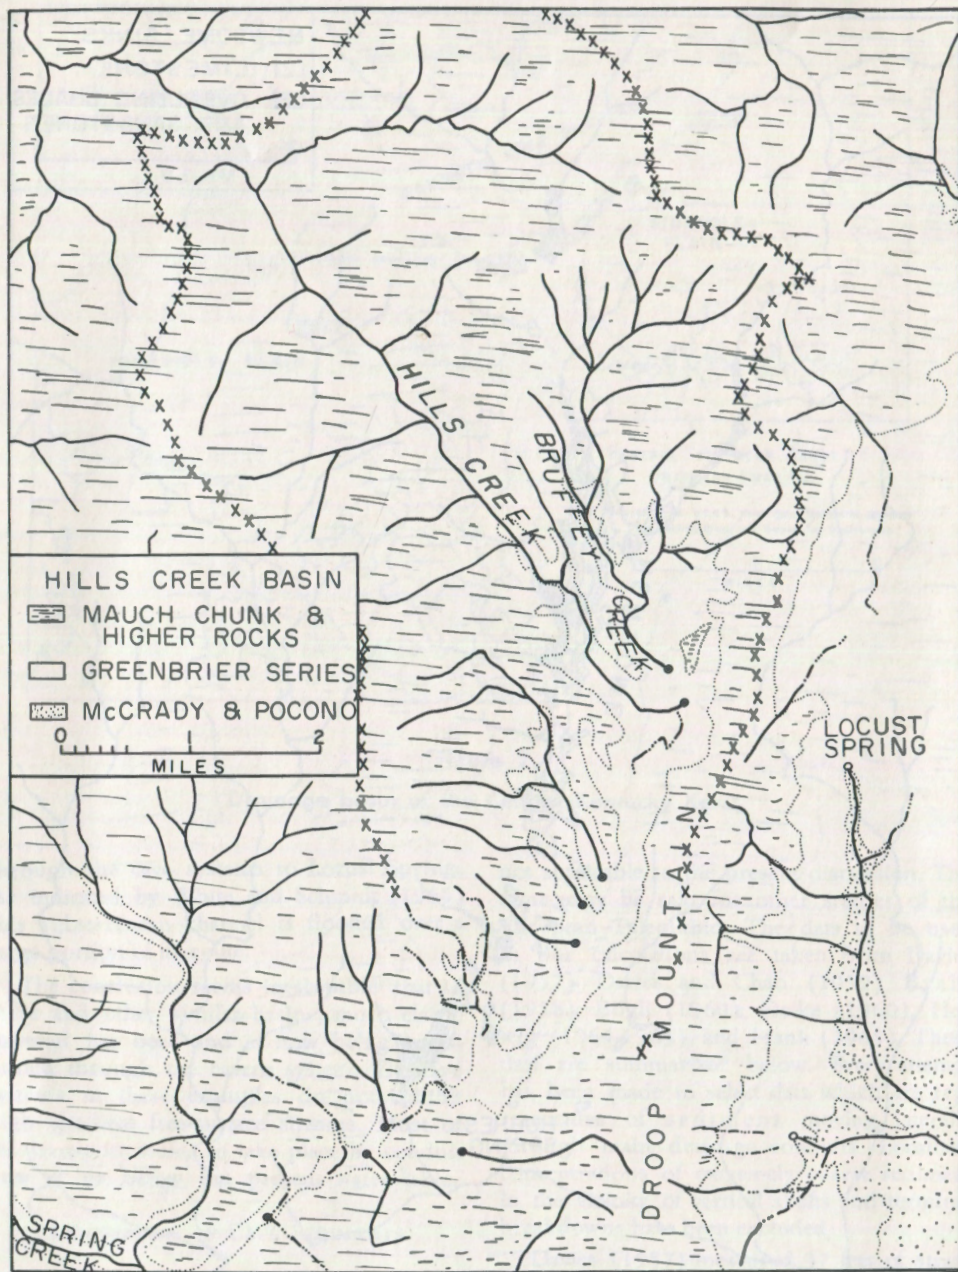 HILLS
CREEK
BRUFFEY
CREEK
HILLS CREEK BASIN
MAUCH CHUNK &
HIGHER ROCKS
GREENBRIER SERIES
McCRADY & POCONO
0 1 2
MILES
LOCUST
SPRING
DROOP MOUNTAIN
SPRING
CREEK